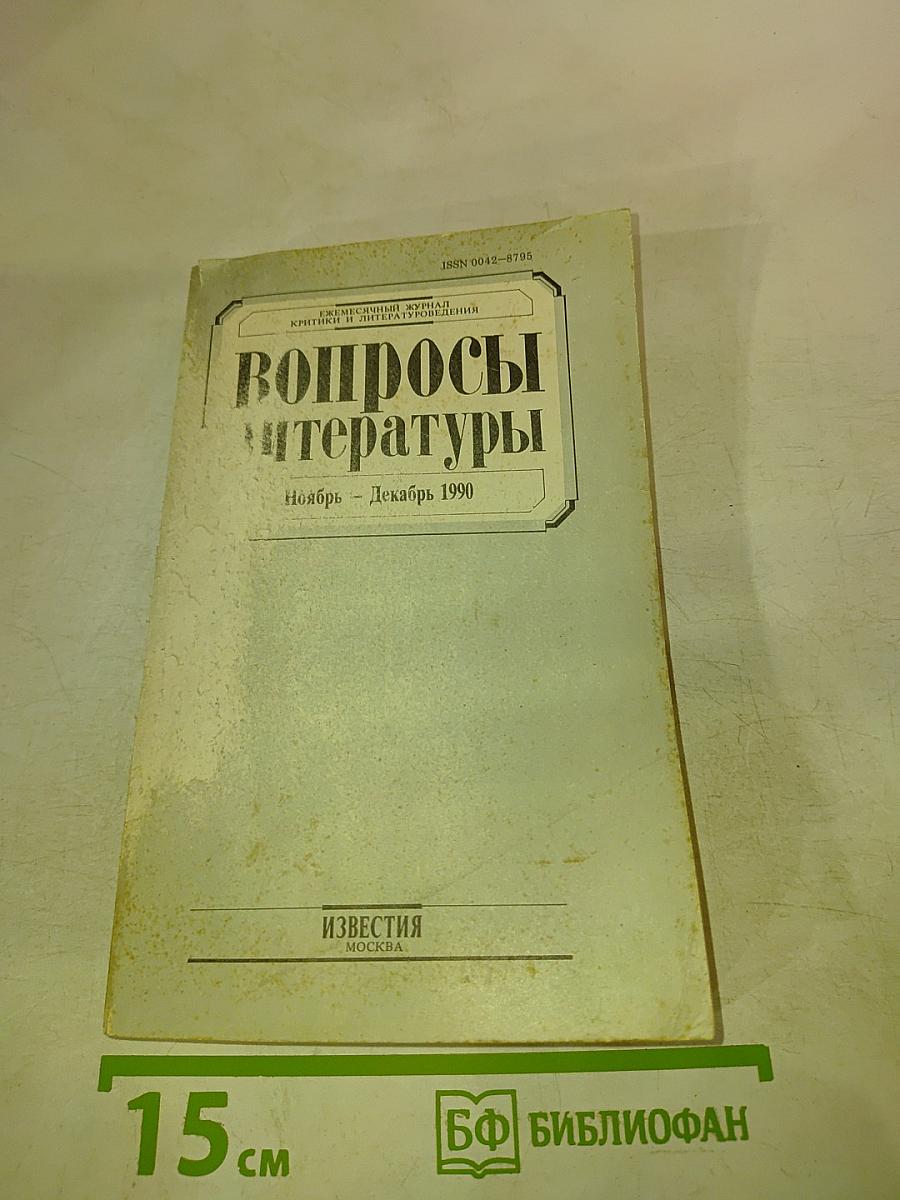 ISSN 0042—8795
ЕЖЕМЕСЯЧНЫЙ ЖУРНАЛ
КРИТИКИ И ЛИТЕРАТУРОВЕДЕНИЯ
Вопросы
литературы
Ноябрь — Декабрь 1990
ИЗВЕСТИЯ
МОСКВА
15 см
БФ БИБЛИОФАН